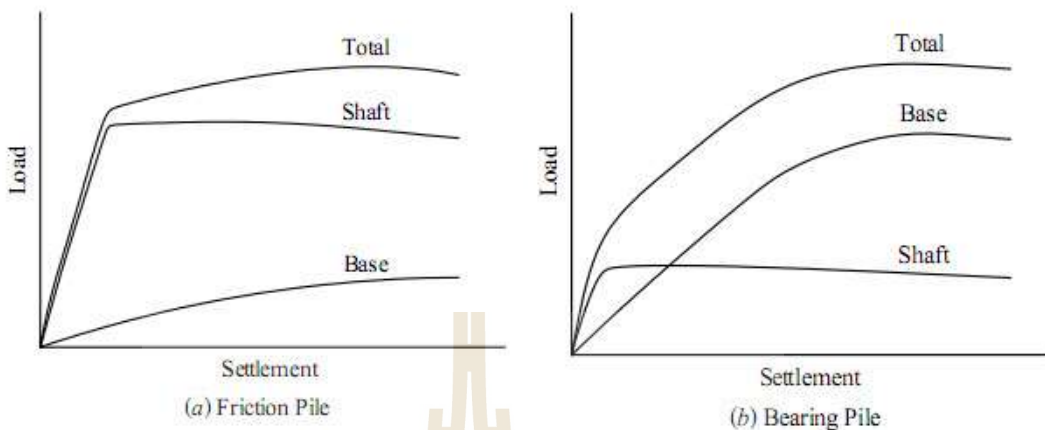 Load
Total
Shaft
Base
Settlement
(a) Friction Pile
Load
Total
Base
Shaft
Settlement
(b) Bearing Pile